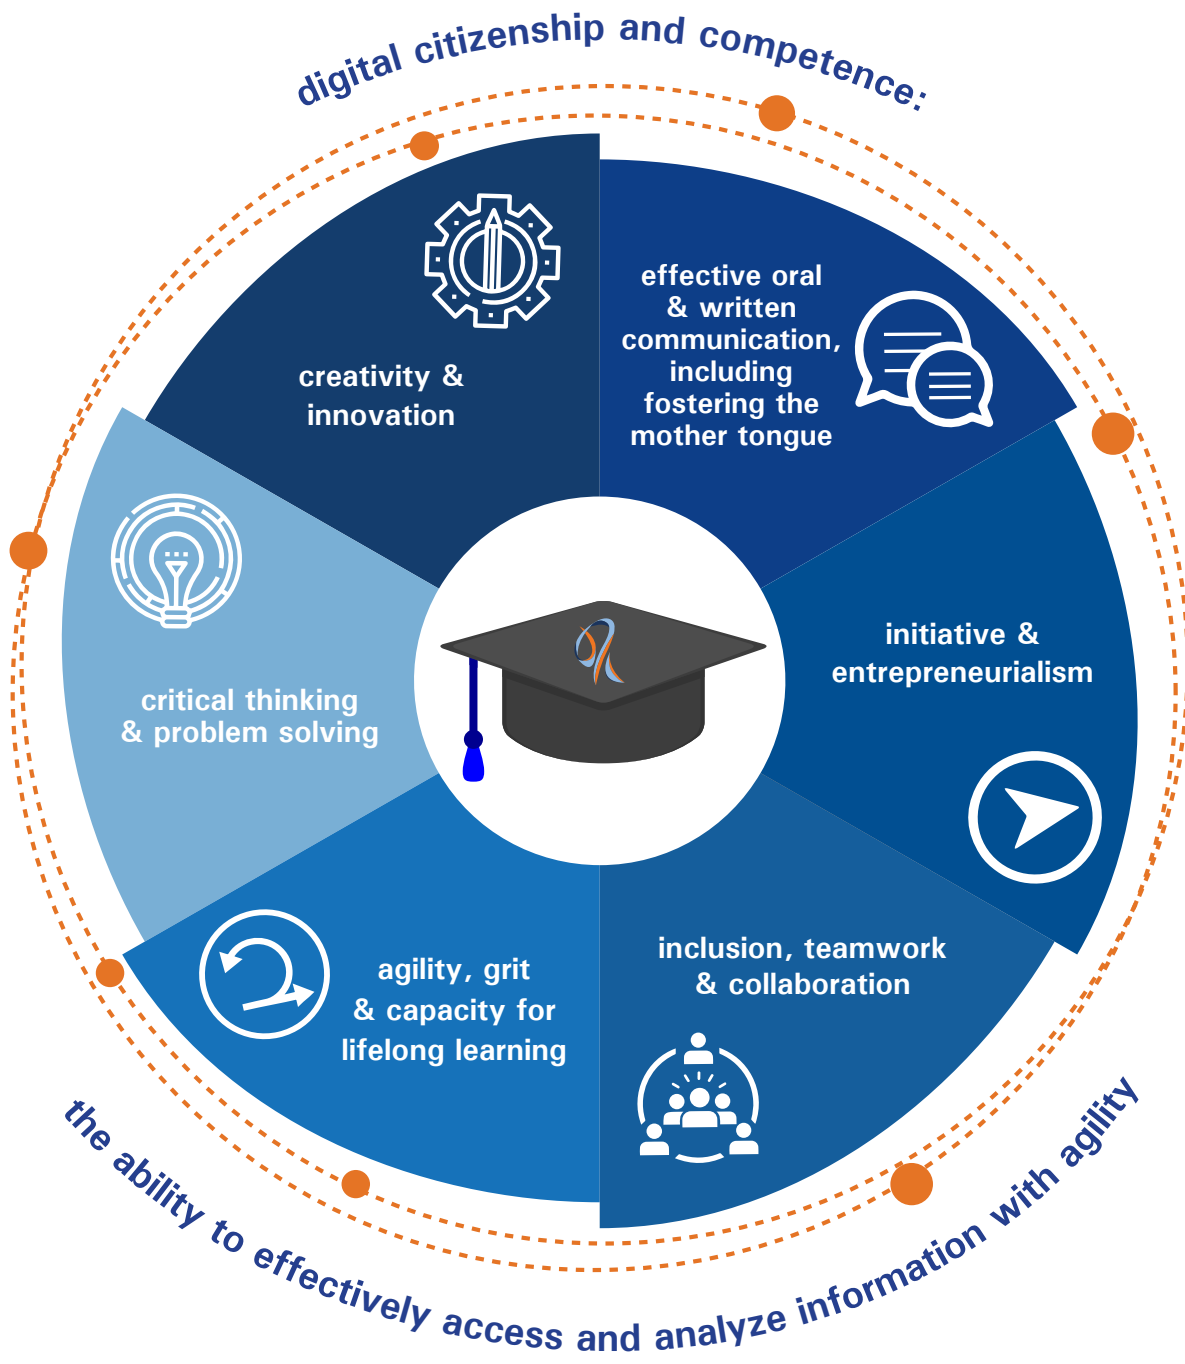 digital citizenship and competence:
creativity &
innovation
effective oral
& written
communication,
including
fostering the
mother tongue
initiative &
entrepreneurialism
critical thinking
& problem solving
inclusion, teamwork
& collaboration
agility, grit
& capacity for
lifelong learning
the ability to effectively access and analyze information with agility